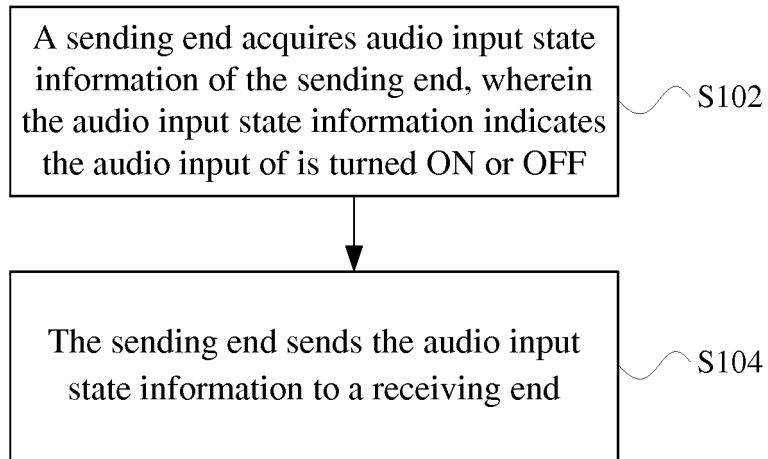 A sending end acquires audio input state
information of the sending end, wherein
the audio input state information indicates
the audio input of is turned ON or OFF
S102
The sending end sends the audio input
state information to a receiving end
S104